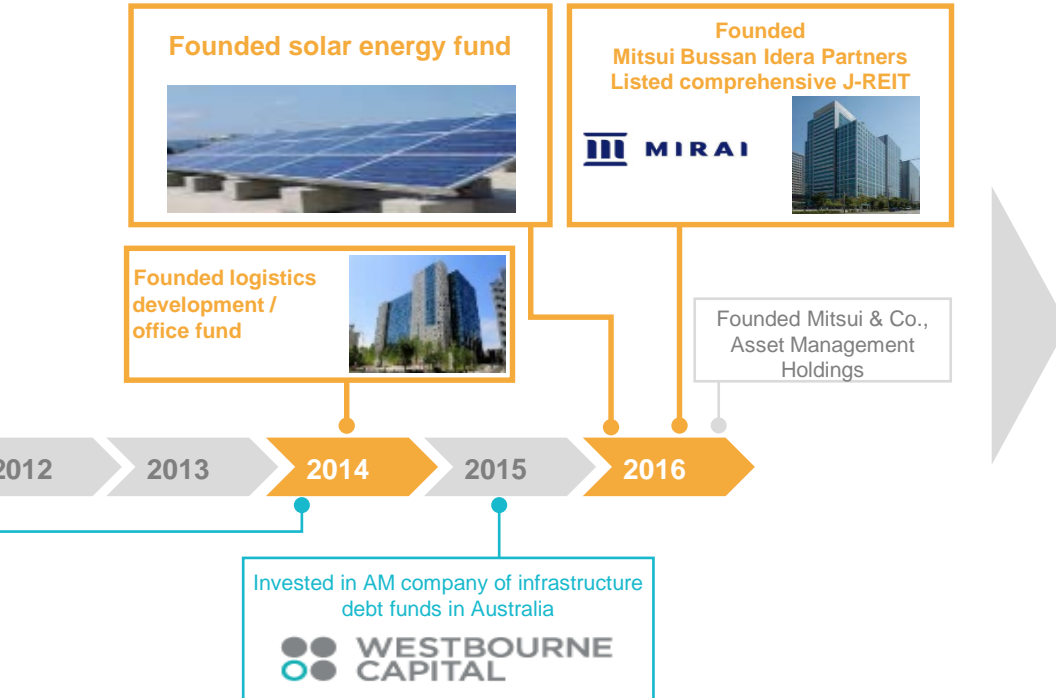 Founded solar energy fund
Founded
Mitsui Bussan Idera Partners
Listed comprehensive J-REIT
MIRAI
Founded logistics
development /
office fund
Founded Mitsui & Co.,
Asset Management
Holdings
2012
2013
2014
2015
2016
Invested in AM company of infrastructure
debt funds in Australia
WESTBOURNE
CAPITAL